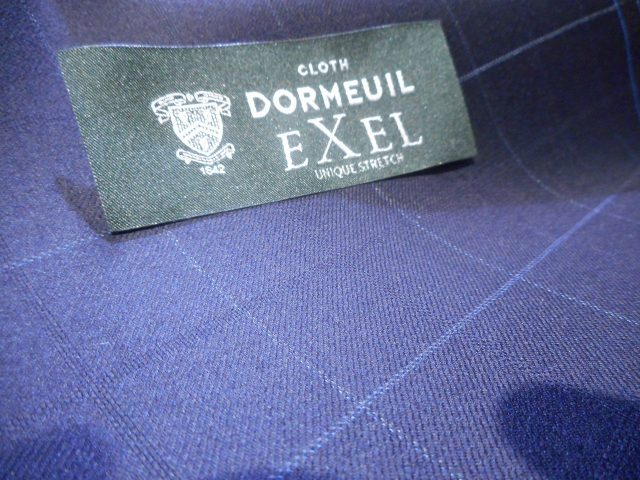 CLOTH
DORMEUIL
EXEL
UNIQUE STRETCH
1842